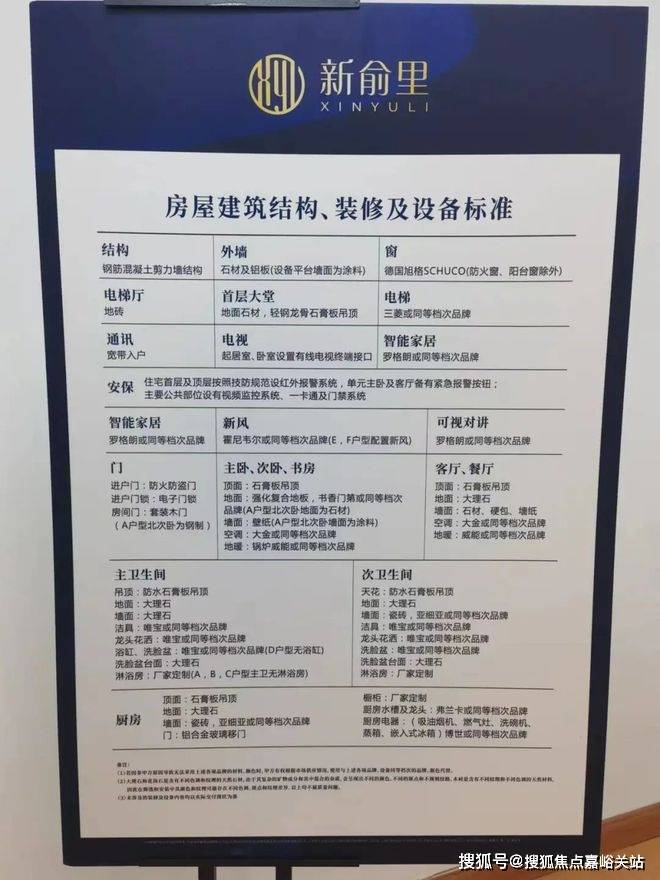 新俞里
XINYULI
房屋建筑结构、装修及设备标准
结构
钢筋混凝土剪力墙结构
外墙
石材及铝板(设备平台墙面为涂料)
窗
德国旭格SCHUCO(防火窗、阳台窗除外)
电梯厅
地砖
首层大堂
地面石材，轻钢龙骨石膏板吊顶
电梯
三菱或同等档次品牌
通讯
宽带入户
电视
起居室、卧室设置有线电视终端接口
智能家居
罗格朗或同等档次品牌
安保
住宅首层及顶层按照技防规范设红外报警系统，单元主卧及客厅备有紧急报警按钮；
主要公共部位设有视频监控系统、一卡通及门禁系统
智能家居
罗格朗或同等档次品牌
新风
霍尼韦尔或同等档次品牌(E，F户型配置新风)
可视对讲
罗格朗或同等档次品牌
门
进户门：防火防盗门
进户门锁：电子门锁
房间门：套装木门
（A户型北次卧为钢制）
主卧、次卧、书房
顶面：石膏板吊顶
地面：强化复合地板，书香门第或同等档次
品牌(A户型北次卧地面为石材)
墙面：壁纸(A户型北次卧墙面为涂料)
空调：大金或同等档次品牌
地暖：锅炉威能或同等档次品牌
客厅、餐厅
顶面：石膏板吊顶
地面：大理石
墙面：石材、硬包、墙纸
空调：大金或同等档次品牌
地暖：威能或同等档次品牌
主卫生间
吊顶：防水石膏板吊顶
地面：大理石
墙面：大理石
洁具：唯宝或同等档次品牌
龙头花洒：唯宝或同等档次品牌
浴缸、洗脸盆：唯宝或同等档次品牌(D户型无浴缸)
洗脸盆台面：大理石
淋浴房：厂家定制(A，B，C户型主卫无淋浴房)
次卫生间
天花：防水石膏板吊顶
地面：大理石
墙面：瓷砖，亚细亚或同等档次品牌
洁具：唯宝或同等档次品牌
龙头花洒：唯宝或同等档次品牌
洗脸盆：唯宝或同等档次品牌
洗脸盆台面：大理石
淋浴房：厂家定制
厨房
顶面：石膏板吊顶
地面：大理石
墙面：瓷砖，亚细亚或同等档次品牌
门：铝合金玻璃移门
橱柜：厂家定制
厨房水槽及龙头：弗兰卡或同等档次品牌
厨房电器：（吸油烟机、燃气灶、洗碗机、
蒸箱、嵌入式冰箱）博世或同等档次品牌
备注：
搜狐号@搜狐焦点嘉峪关站